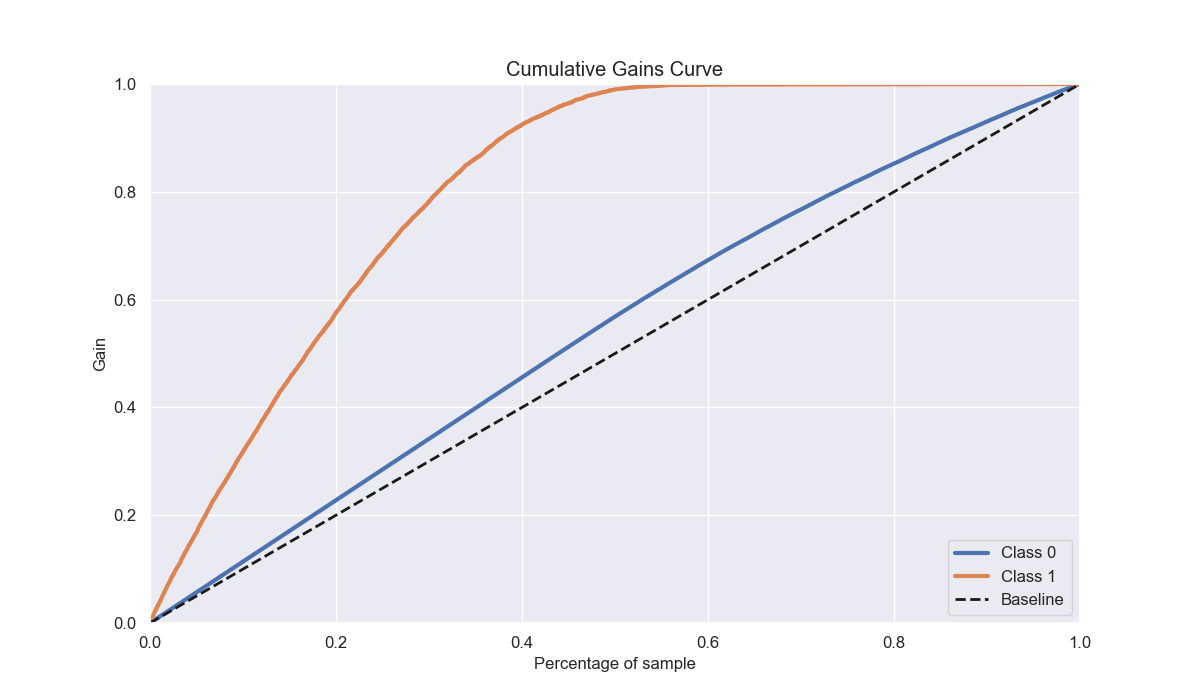 Cumulative Gains Curve
1.0
0.8
0.6
0.4
0.2
0.0
Gain
0.0 0.2 0.4 0.6 0.8 1.0
Percentage of sample
Class 0
Class 1
Baseline